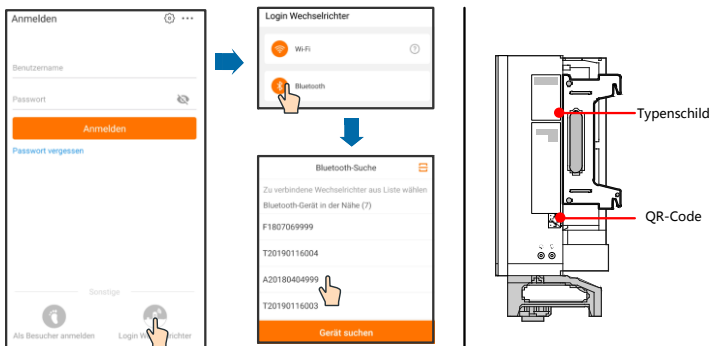 Anmelden
Benutzername
Passwort
Anmelden
Passwort vergessen
Sonstige
Als Besucher anmelden
Login W richter
Login Wechselrichter
Wi-Fi
Bluetooth
Bluetooth-Suche
Zu verbindene Wechselrichter aus Liste wählen
Bluetooth-Gerät in der Nähe (7)
F1807069999
T20190116004
A20180404999
T20190116003
Gerät suchen
Typenschild
QR-Code